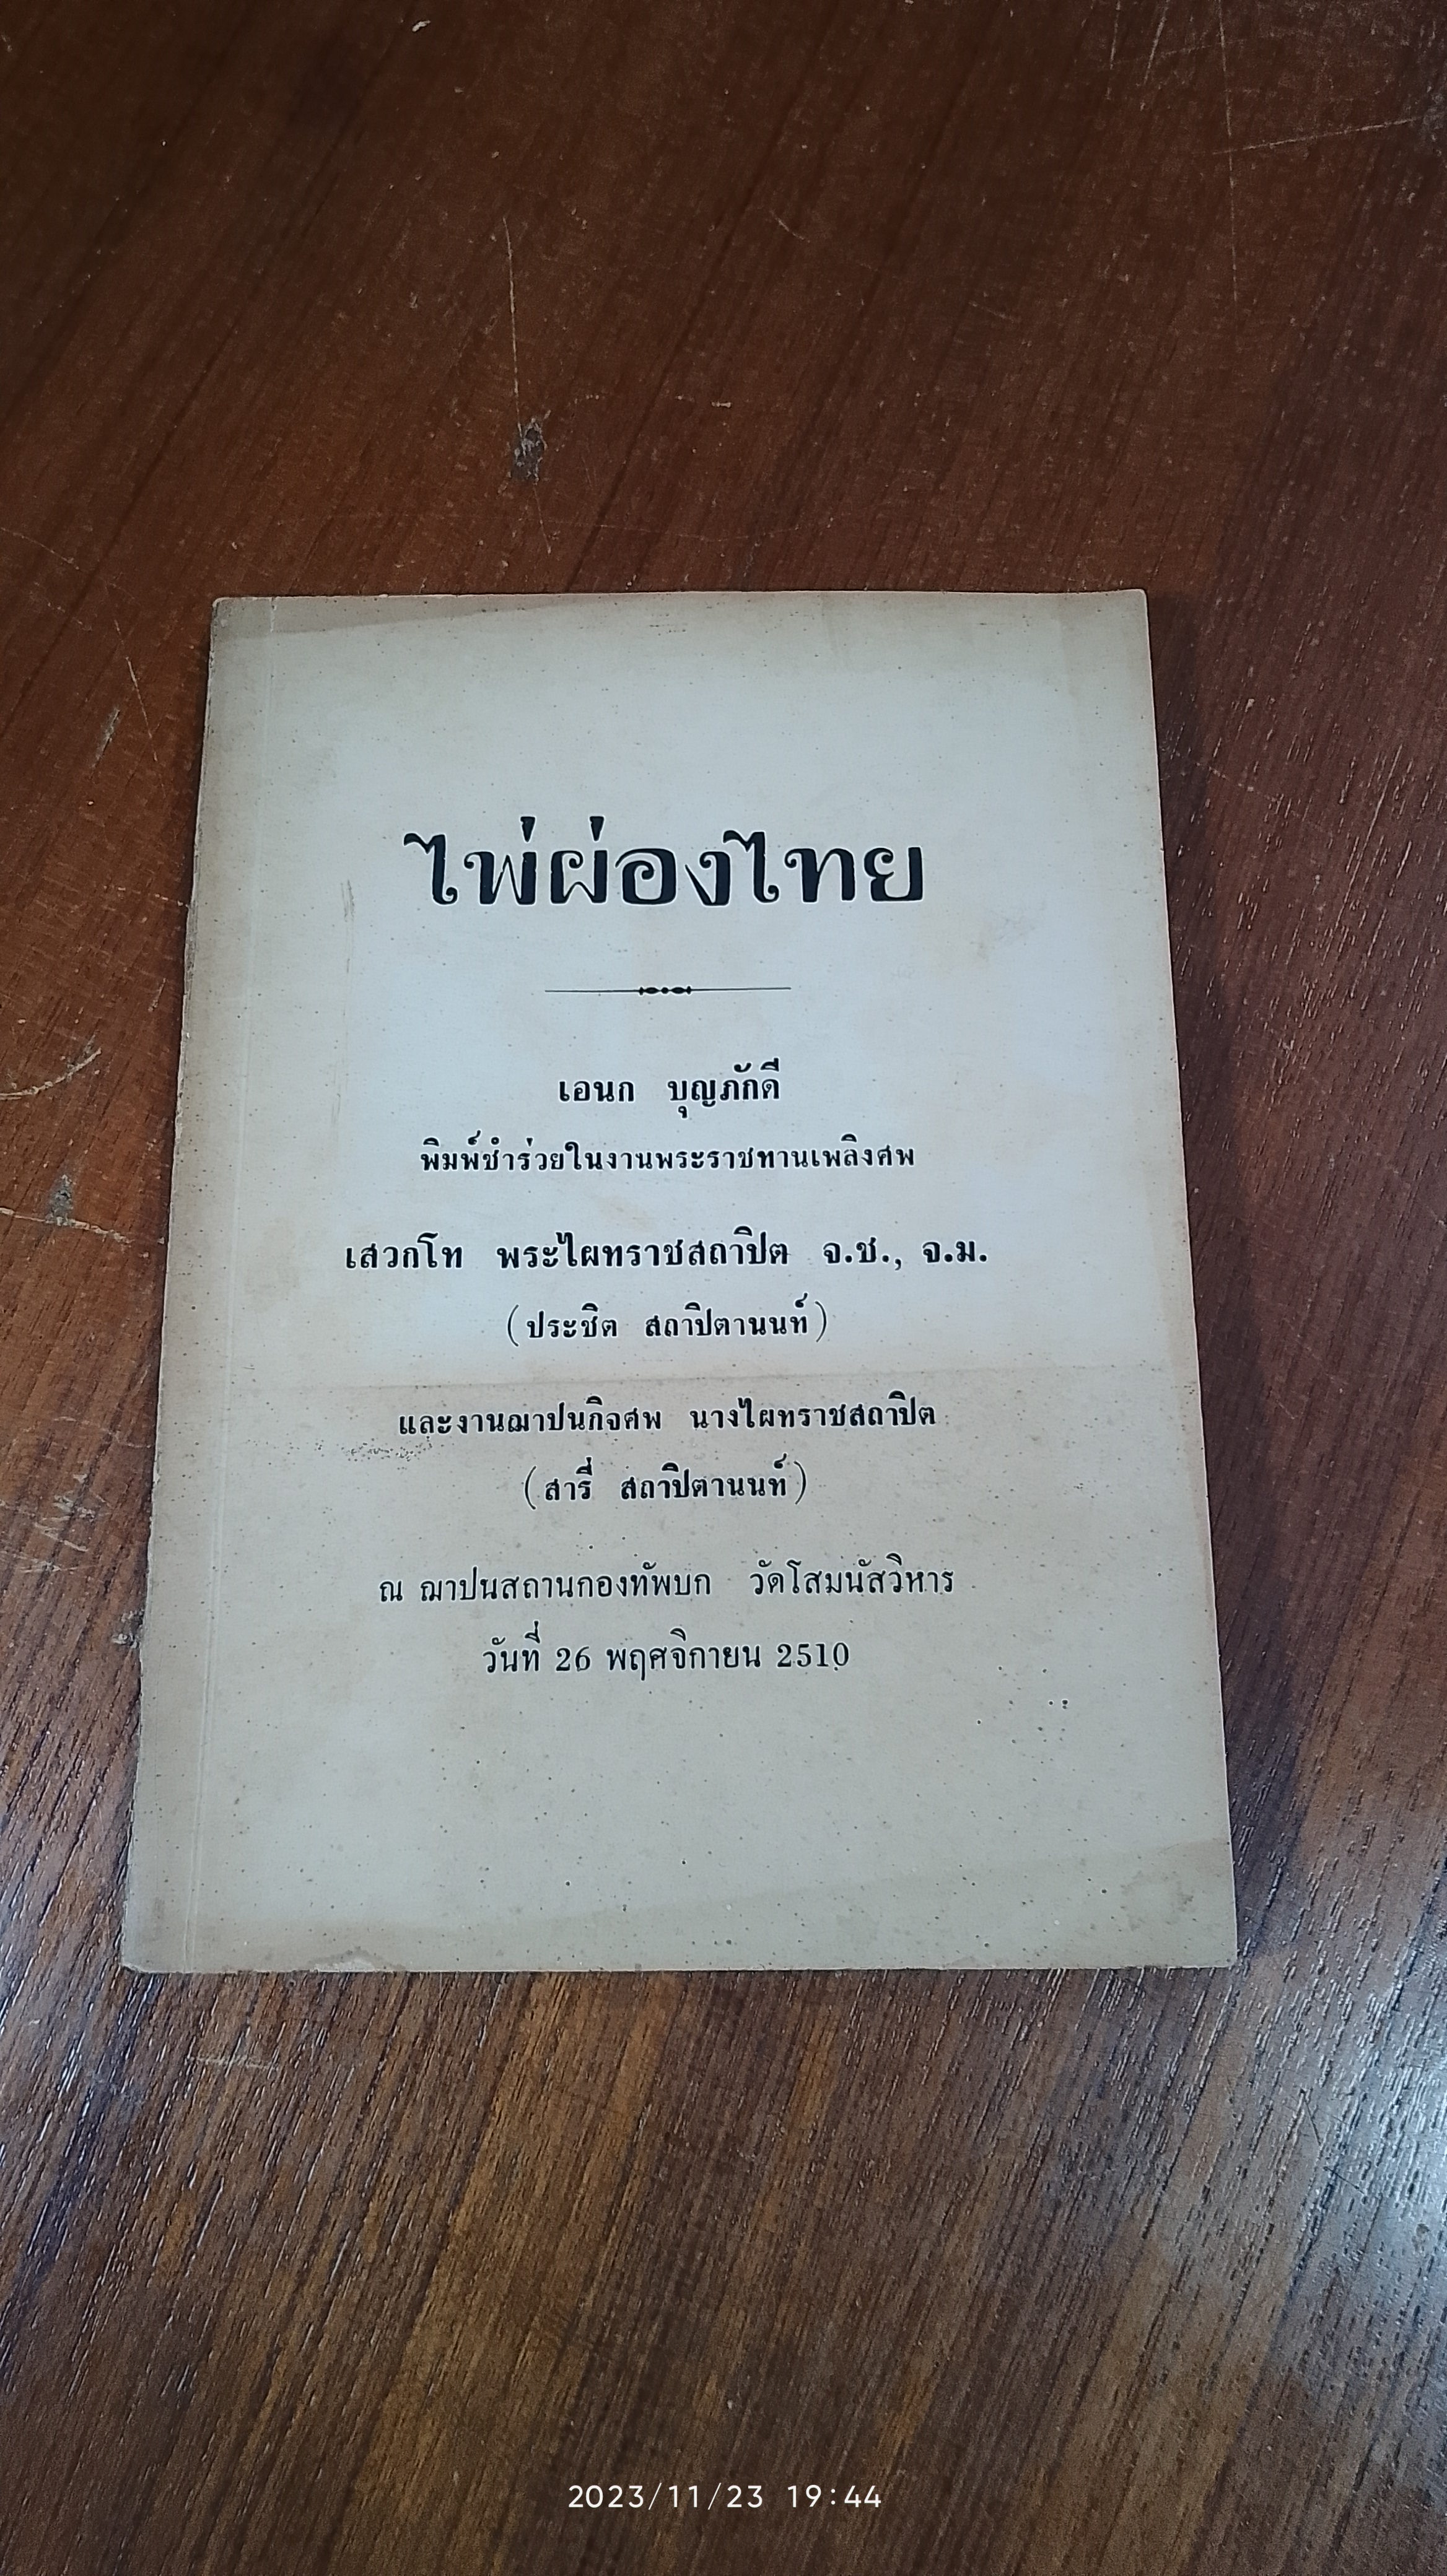 ไพ่ผ่องไทย
เอนก บุญภักดี
พิมพ์ชำร่วยในงานพระราชทานเพลิงศพ
เสวกโท พระไผทราชสถาปิต จ.ช., จ.ม.
(ประชิต สถาปิตานนท์)
และงานฌาปนกิจศพ นางไผทราชสถาปิต
(สารี่ สถาปิตานนท์)
ณ ฌาปนสถานกองทัพบก วัดโสมนัสวิหาร
วันที่ 26 พฤศจิกายน 2510
2023/11/23 19:44